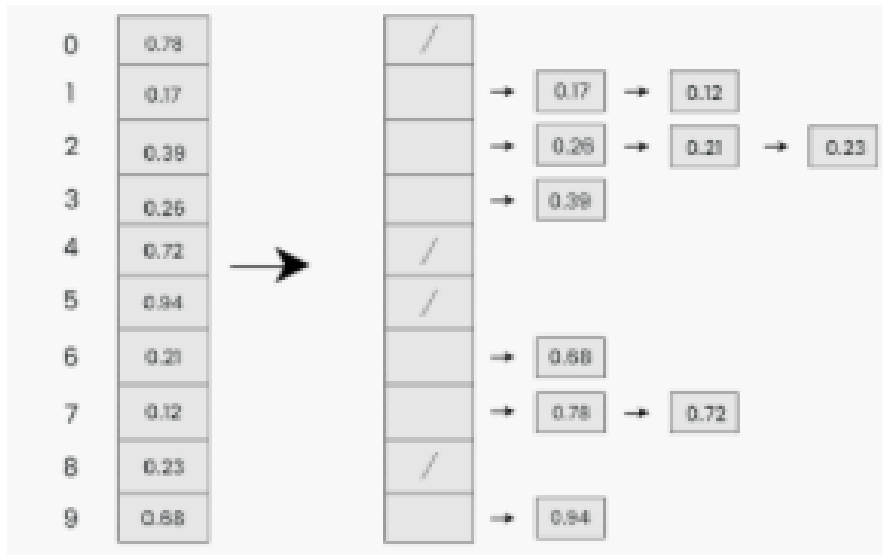 0 0.78 /
1 0.17 → 0.17 → 0.12
2 0.39 → 0.26 → 0.21 → 0.23
3 0.26 → 0.39
4 0.72 /
5 0.94 /
6 0.21 → 0.68
7 0.12 → 0.78 → 0.72
8 0.23 /
9 0.68 → 0.94